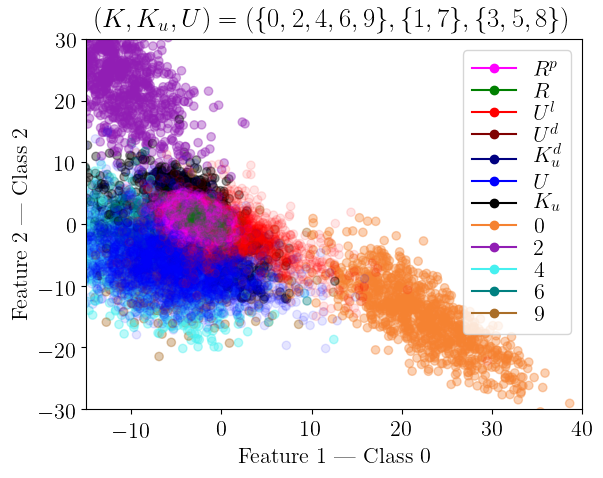 (K, K_u, U) = ({0, 2, 4, 6, 9}, {1, 7}, {3, 5, 8})
30
20
10
0
−10
−20
−30
Feature 2 — Class 2
R^p
R
U^l
U^d
K_u^d
U
K_u
0
2
4
6
9
−10
0
10
20
30
40
Feature 1 — Class 0